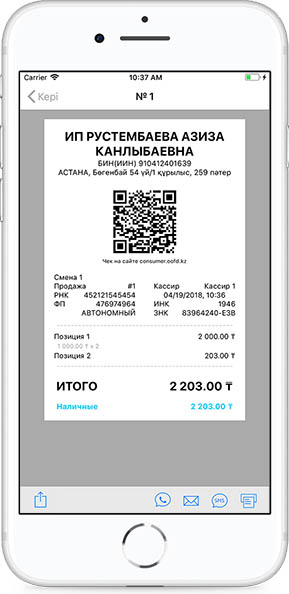 Carrier 10:37 AM
Кері № 1
ИП РУСТЕМБАЕВА АЗИЗА
КАНЛЫБАЕВНА
БИН(ИИН) 910412401639
АСТАНА, Бөгенбай 54 үй/1 құрылыс, 259 пәтер
Чек на сайте consumer.oofd.kz
Смена 1
Продажа #1 Кассир Кассир 1
РНК 452121545454 04/19/2018, 10:36
ФП 476974964 ИНК 1946
АВТОНОМНЫЙ ЗНК 83964240-E3B
Позиция 1 2 000.00 ₸
1 000.00 ₸ x 2
Позиция 2 203.00 ₸
ИТОГО 2 203.00 ₸
Наличные 2 203.00 ₸
SMS